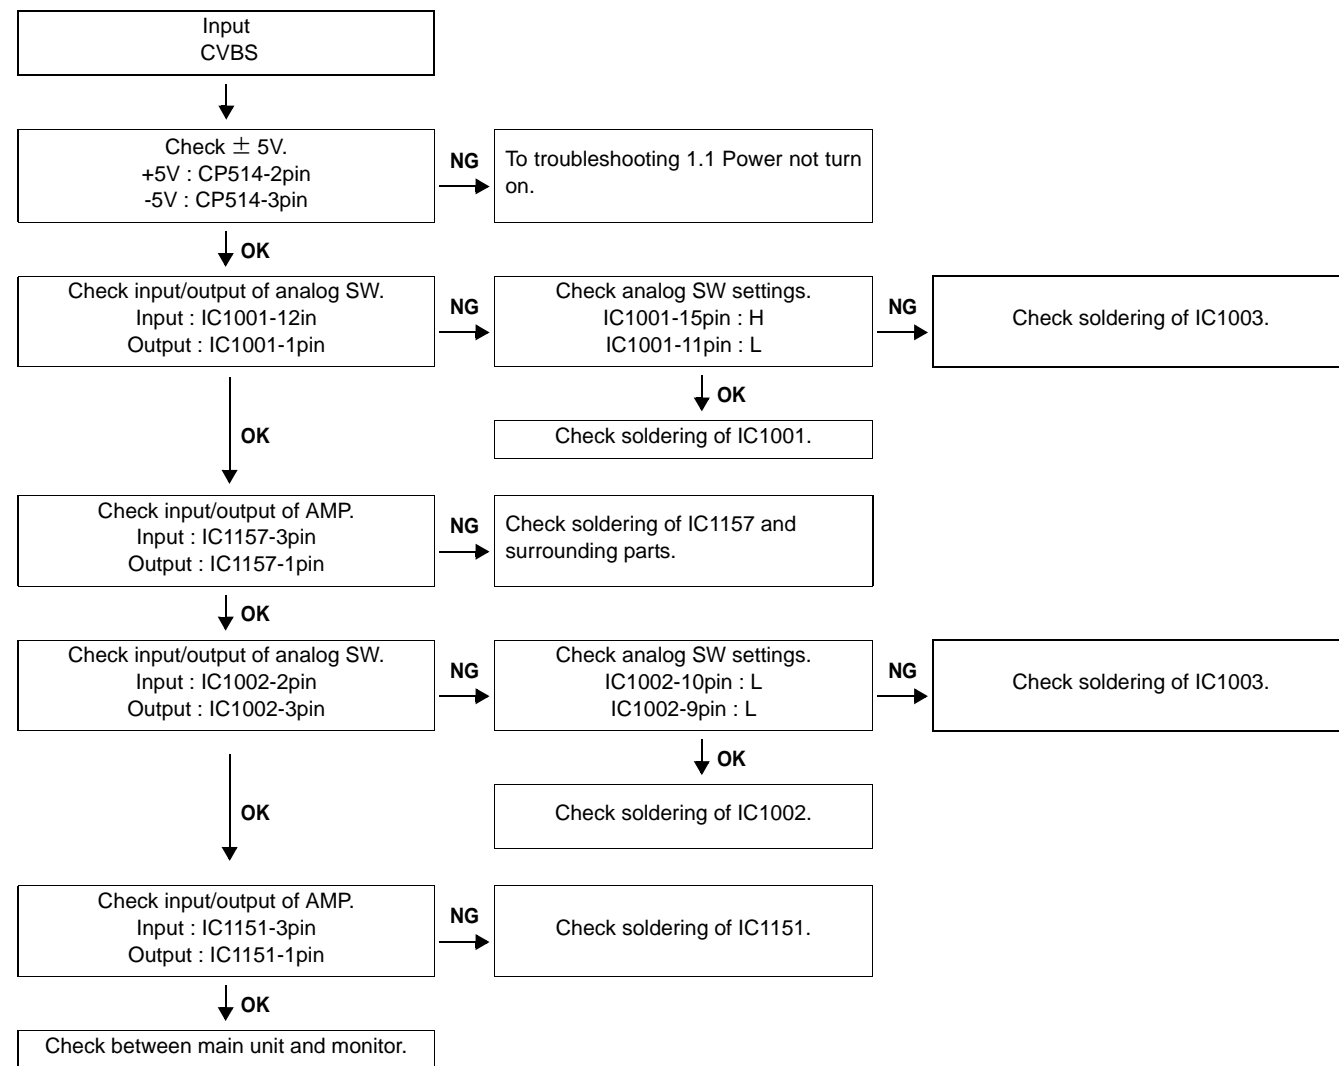 Input
CVBS
Check ± 5V.
+5V : CP514-2pin
-5V : CP514-3pin
NG
To troubleshooting 1.1 Power not turn
on.
OK
Check input/output of analog SW.
Input : IC1001-12in
Output : IC1001-1pin
NG
Check analog SW settings.
IC1001-15pin : H
IC1001-11pin : L
NG
Check soldering of IC1003.
OK
Check soldering of IC1001.
OK
Check input/output of AMP.
Input : IC1157-3pin
Output : IC1157-1pin
NG
Check soldering of IC1157 and
surrounding parts.
OK
Check input/output of analog SW.
Input : IC1002-2pin
Output : IC1002-3pin
NG
Check analog SW settings.
IC1002-10pin : L
IC1002-9pin : L
NG
Check soldering of IC1003.
OK
Check soldering of IC1002.
OK
Check input/output of AMP.
Input : IC1151-3pin
Output : IC1151-1pin
NG
Check soldering of IC1151.
OK
Check between main unit and monitor.